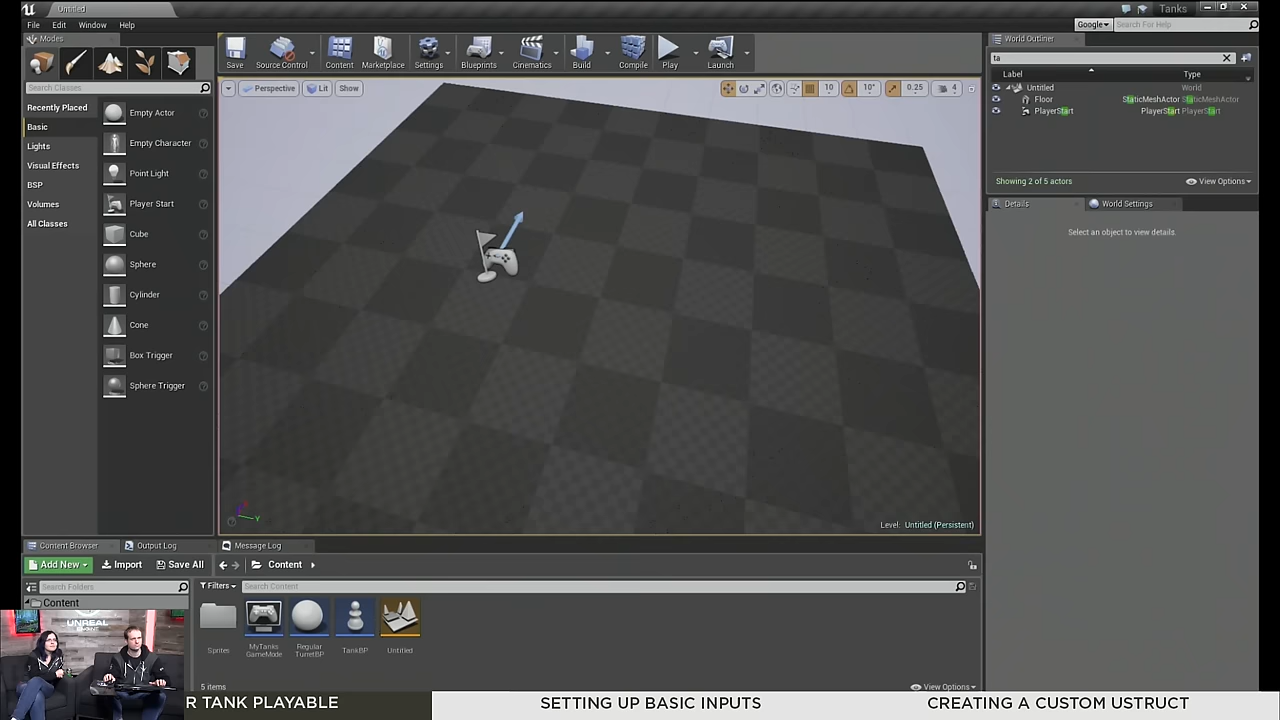 Untitled
Tanks
File Edit Window Help
Google
Search For Help
Modes
Save
Source Control
Content
Marketplace
Settings
Blueprints
Cinematics
Build
Compile
Play
Launch
World Outliner
ta
Label Type
Untitled World
Floor StaticMeshActor StaticMeshActor
PlayerStart PlayerStart PlayerStart
Showing 2 of 5 actors
View Options
Details
World Settings
Select an object to view details.
Search Classes
Recently Placed
Basic
Lights
Visual Effects
BSP
Volumes
All Classes
Empty Actor
Empty Character
Point Light
Player Start
Cube
Sphere
Cylinder
Cone
Box Trigger
Sphere Trigger
Perspective
Lit
Show
10
10°
0.25
4
Y
Level: Untitled (Persistent)
Content Browser
Output Log
Message Log
Add New
Import
Save All
Content
Search Folders
Filters
Search Content
Content
Sprites
MyTanks
GameMode
Regular
TurretBP
TankBP
Untitled
5 items
View Options
UNREAL
R TANK PLAYABLE
SETTING UP BASIC INPUTS
CREATING A CUSTOM USTRUCT